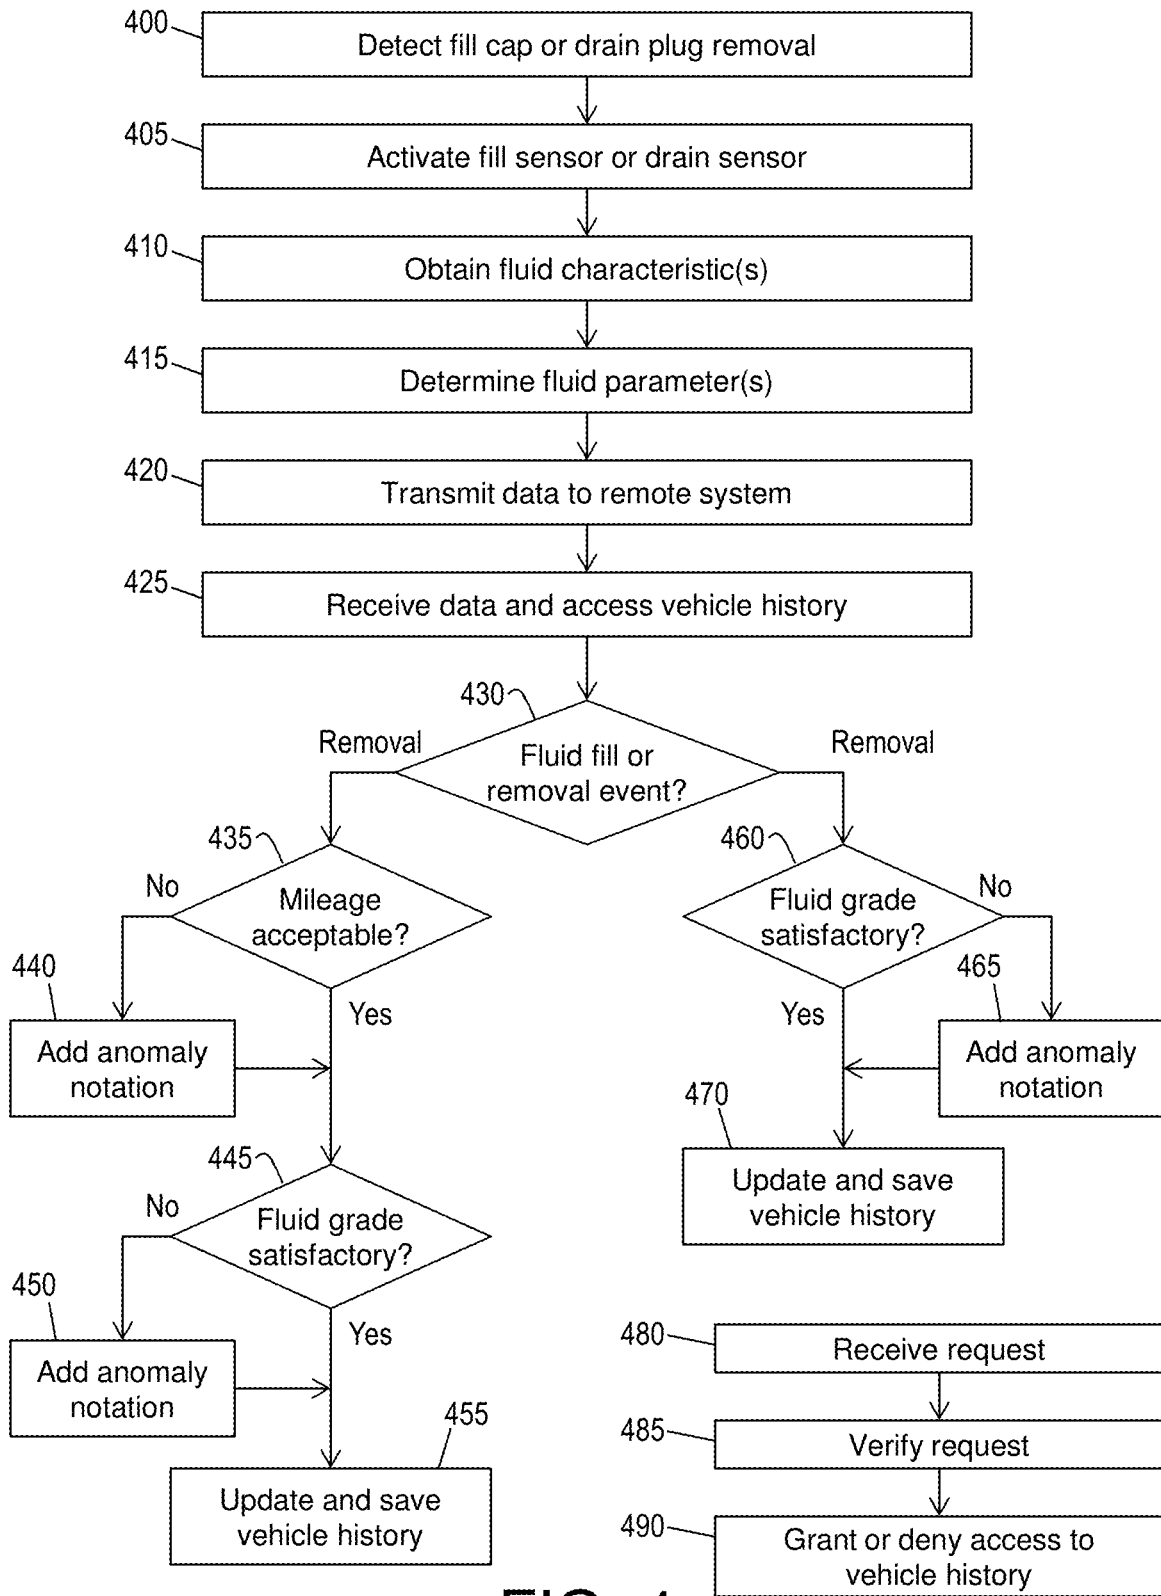 400
Detect fill cap or drain plug removal
405
Activate fill sensor or drain sensor
410
Obtain fluid characteristic(s)
415
Determine fluid parameter(s)
420
Transmit data to remote system
425
Receive data and access vehicle history
430
Removal
Fluid fill or
removal event?
Removal
435
No
Mileage
acceptable?
Yes
440
Add anomaly
notation
445
No
Fluid grade
satisfactory?
Yes
450
Add anomaly
notation
455
Update and save
vehicle history
460
Fluid grade
satisfactory?
No
Yes
465
Add anomaly
notation
470
Update and save
vehicle history
480
Receive request
485
Verify request
490
Grant or deny access to
vehicle history